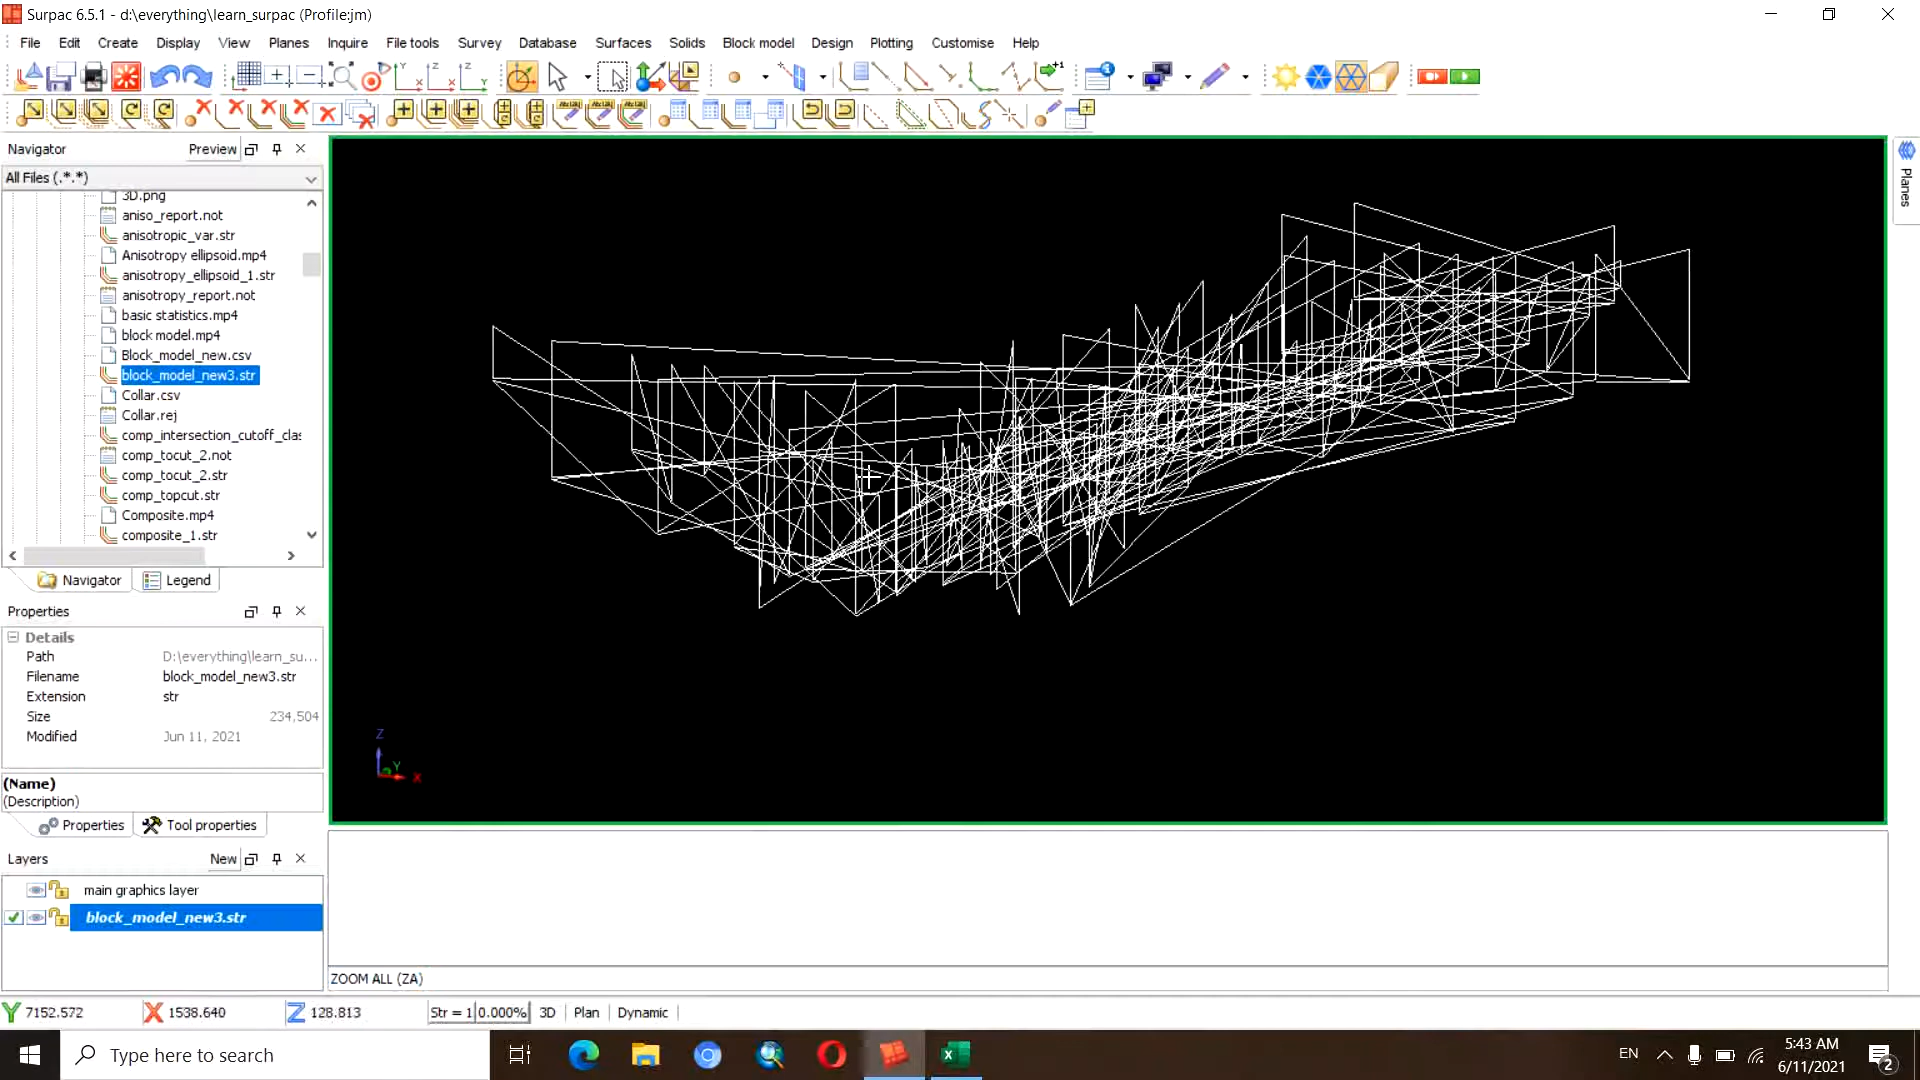 Surpac 6.5.1 - d:\everything\learn_surpac (Profile:jm)
File Edit Create Display View Planes Inquire File tools Survey Database Surfaces Solids Block model Design Plotting Customise Help
Navigator Preview
All Files (.*.*)
3D.png
aniso_report.not
anisotropic_var.str
Anisotropy ellipsoid.mp4
anisotropy_ellipsoid_1.str
anisotropy_report.not
basic statistics.mp4
block model.mp4
Block_model_new.csv
block_model_new3.str
Collar.csv
Collar.rej
comp_intersection_cutoff_clas
comp_tocut_2.not
comp_tocut_2.str
comp_topcut.str
Composite.mp4
composite_1.str
Navigator Legend
Properties
Details
Path D:\everything\learn_su...
Filename block_model_new3.str
Extension str
Size 234,504
Modified Jun 11, 2021
(Name)
(Description)
Properties Tool properties
Layers New
main graphics layer
block_model_new3.str
Planes
Z
Y
X
ZOOM ALL (ZA)
Y 7152.572 X 1538.640 Z 128.813 Str = 1 0.000% 3D Plan Dynamic
Type here to search
EN
5:43 AM
6/11/2021
2